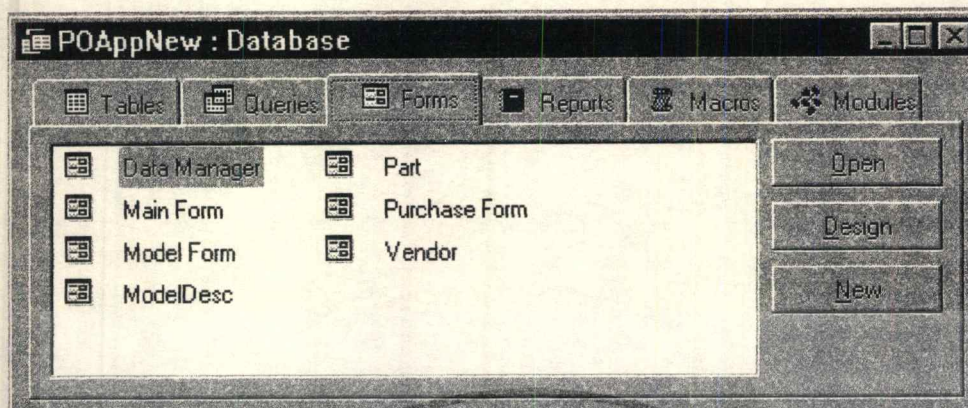 POAppNew : Database
Tables Queries Forms Reports Macros Modules
Data Manager Part Open
Main Form Purchase Form Design
Model Form Vendor New
ModelDesc